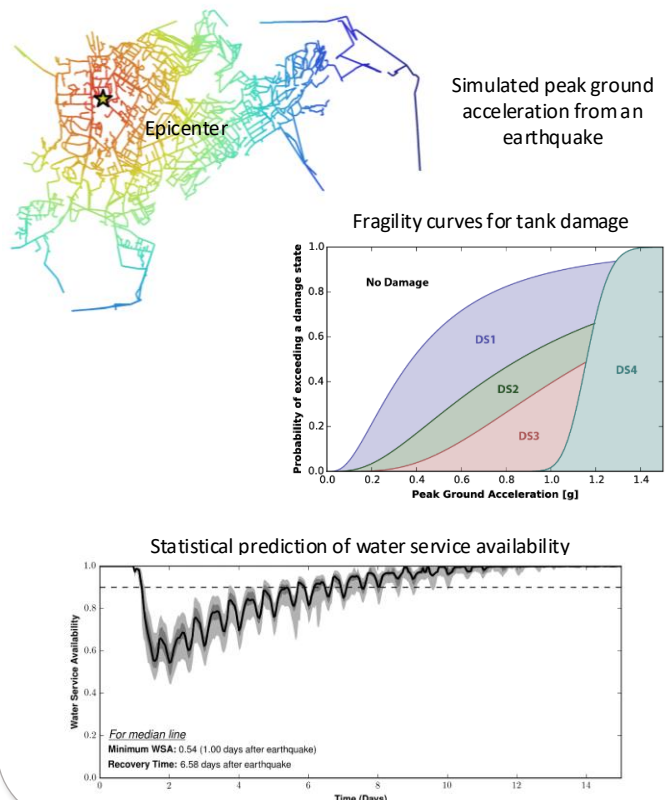 Simulated peak ground
acceleration from an
earthquake
Epicenter
Fragility curves for tank damage
Probability of exceeding a damage state
1.0
0.8
0.6
0.4
0.2
0.0
No Damage
DS1
DS2
DS3
DS4
0.0 0.2 0.4 0.6 0.8 1.0 1.2 1.4
Peak Ground Acceleration [g]
Statistical prediction of water service availability
Water Service Availability
1.0
0.8
0.6
0.4
0.2
0.0
For median line
Minimum WSA: 0.54 (1.00 days after earthquake)
Recovery Time: 6.58 days after earthquake
0 2 4 6 8 10 12 14
Time (Days)